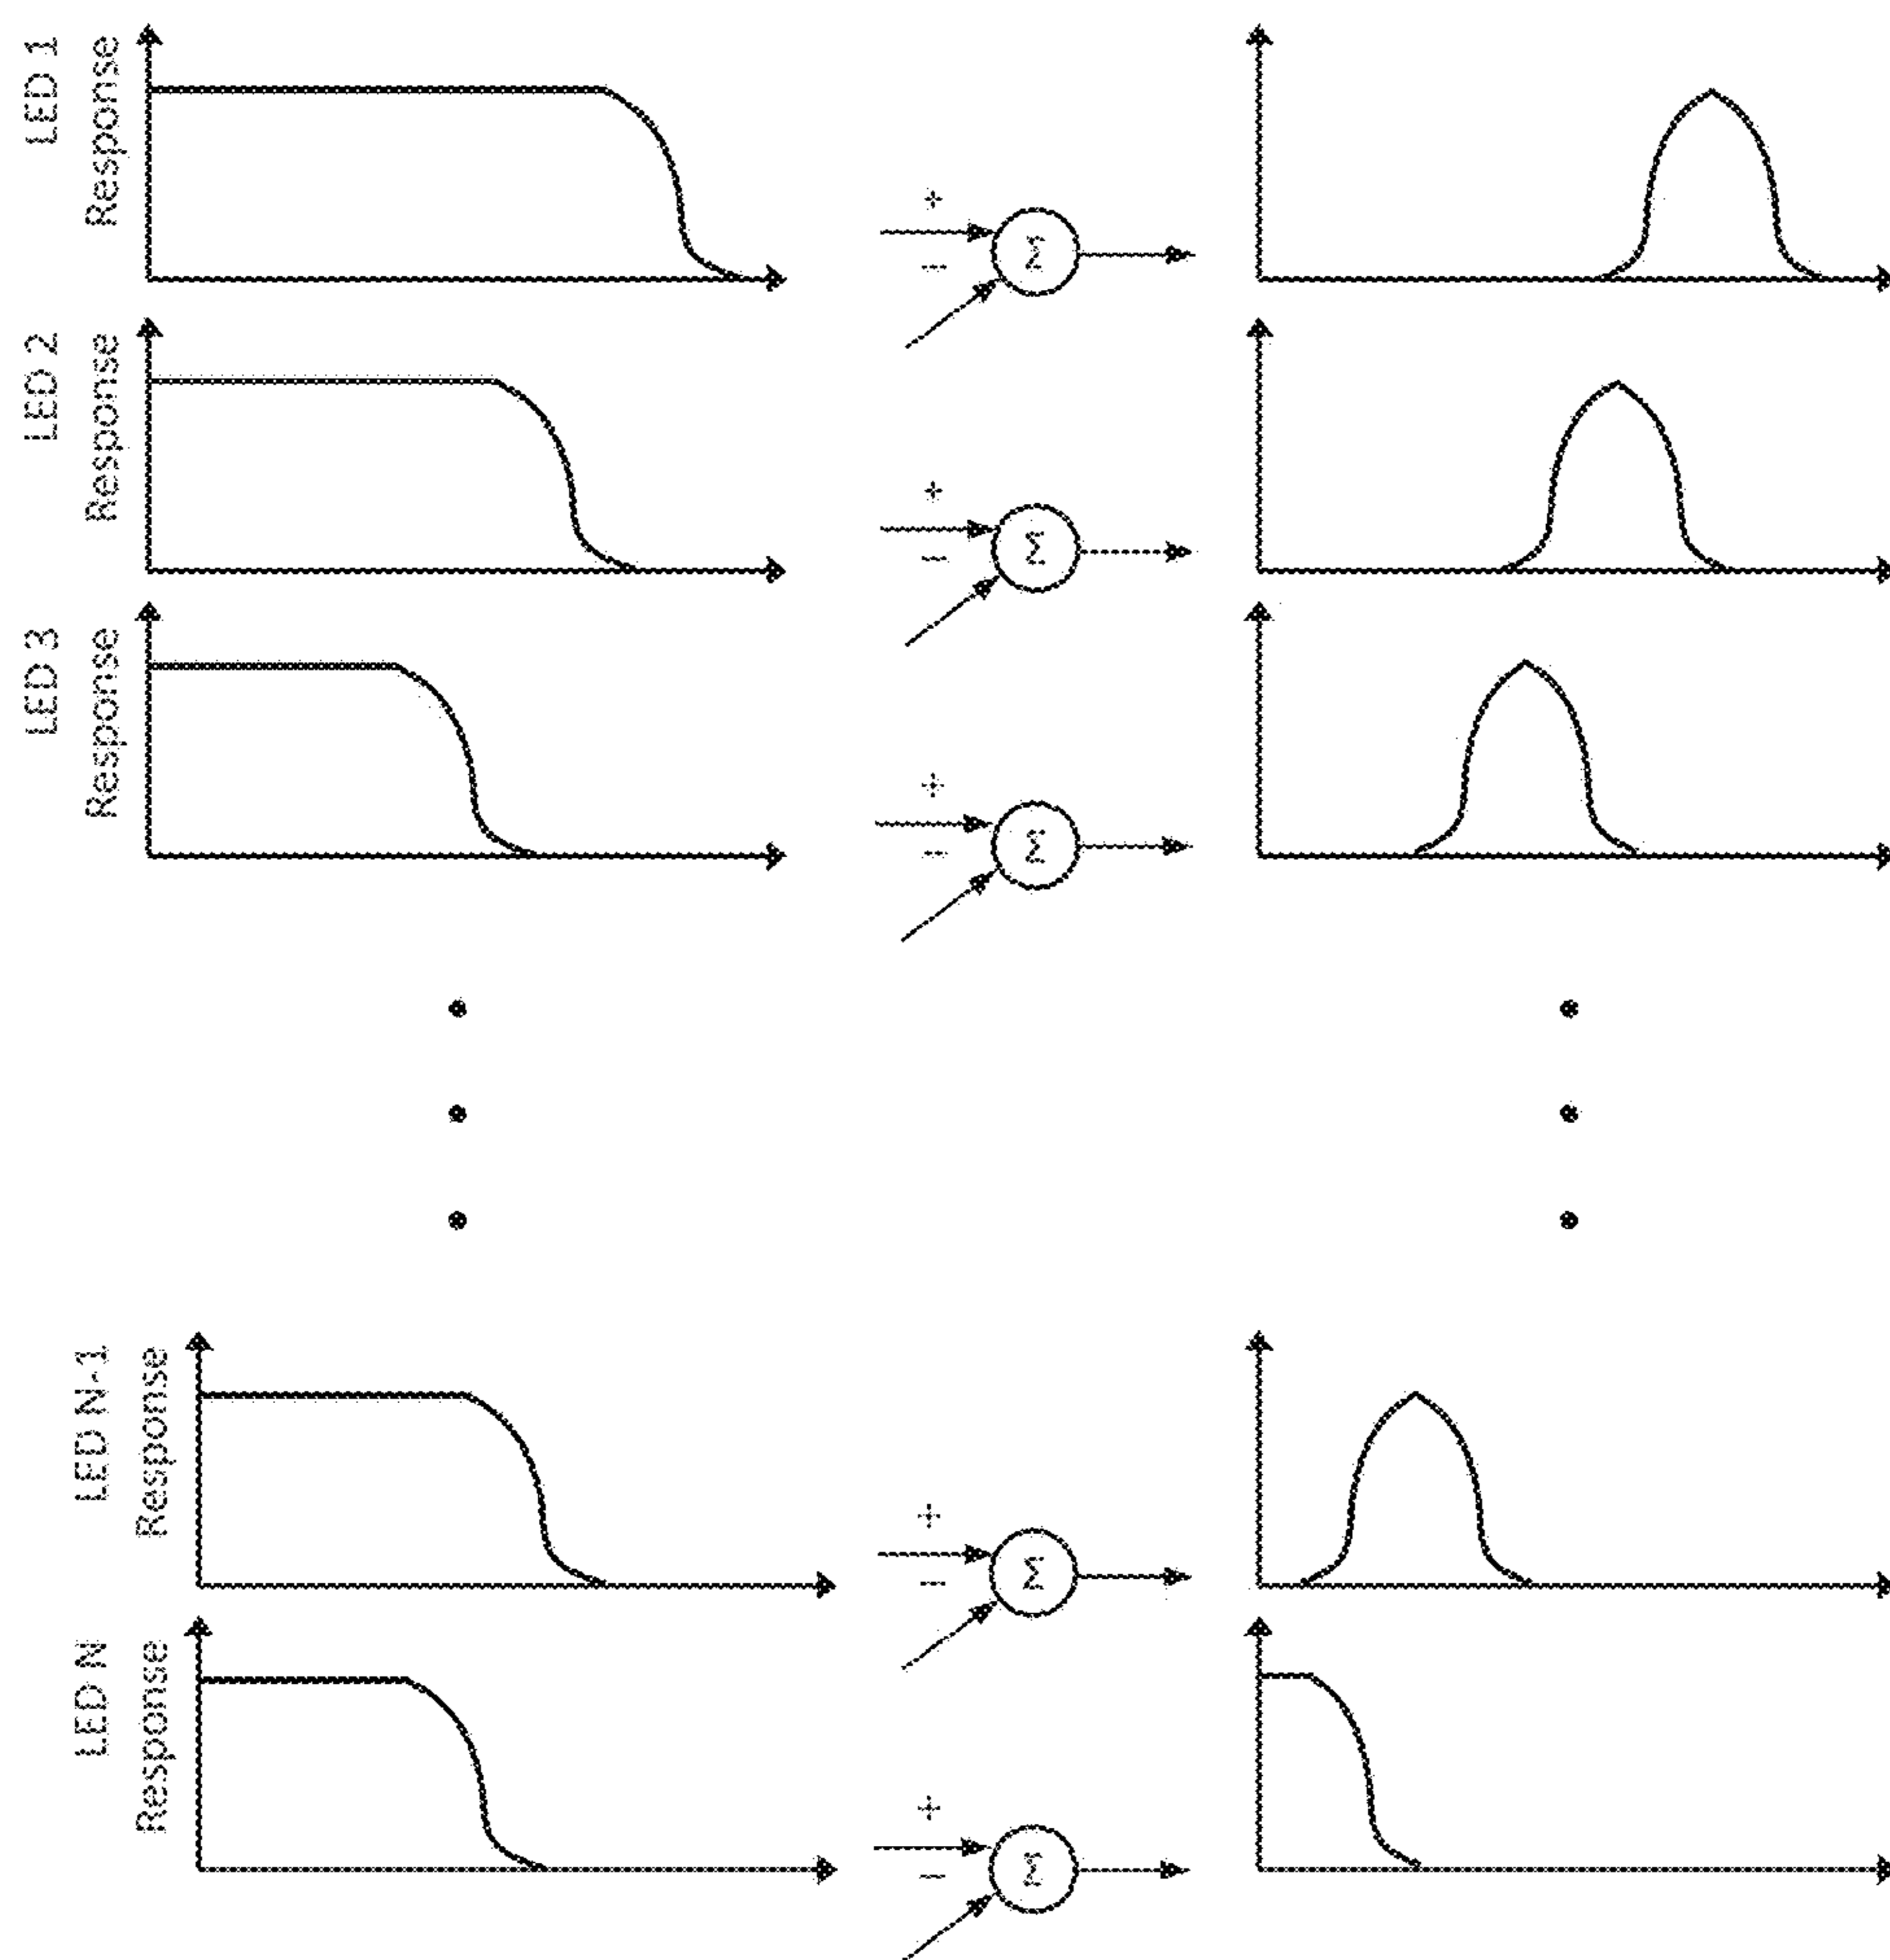 LED 1
Response
+
−
Σ
LED 2
Response
+
−
Σ
LED 3
Response
+
−
Σ
LED N-1
Response
+
−
Σ
LED N
Response
+
−
Σ